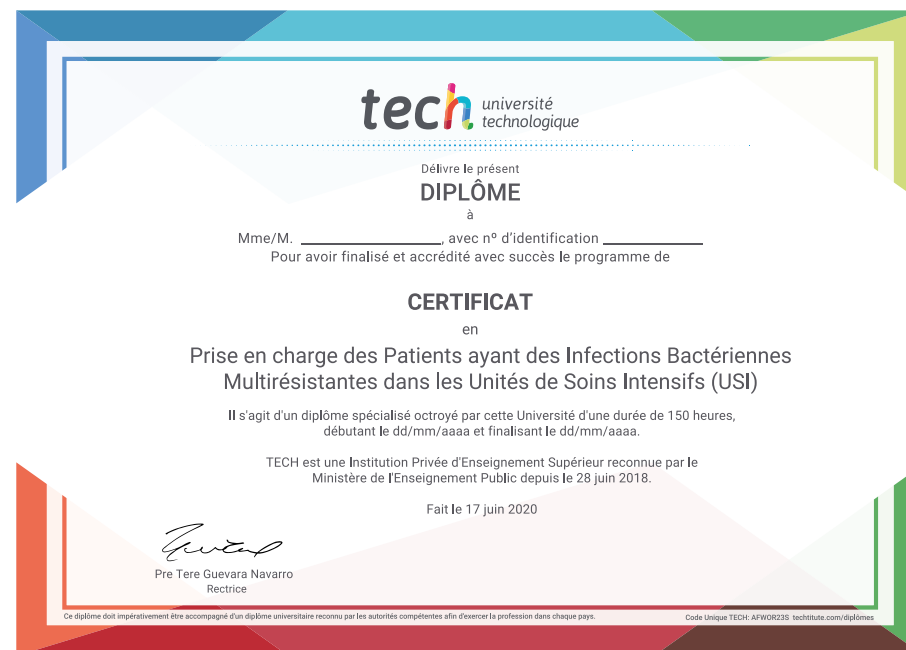 tech université
technologique
Délivre le présent
DIPLÔME
à
Mme/M. ____________________, avec nº d'identification ______________
Pour avoir finalisé et accrédité avec succès le programme de
CERTIFICAT
en
Prise en charge des Patients ayant des Infections Bactériennes
Multirésistantes dans les Unités de Soins Intensifs (USI)
Il s'agit d'un diplôme spécialisé octroyé par cette Université d'une durée de 150 heures,
débutant le dd/mm/aaaa et finalisant le dd/mm/aaaa.
TECH est une Institution Privée d'Enseignement Supérieur reconnue par le
Ministère de l'Enseignement Public depuis le 28 juin 2018.
Fait le 17 juin 2020
Pre Tere Guevara Navarro
Rectrice
Ce diplôme doit impérativement être accompagné d'un diplôme universitaire reconnu par les autorités compétentes afin d'exercer la profession dans chaque pays.
Code Unique TECH: AFWOR23S techtitute.com/diplômes